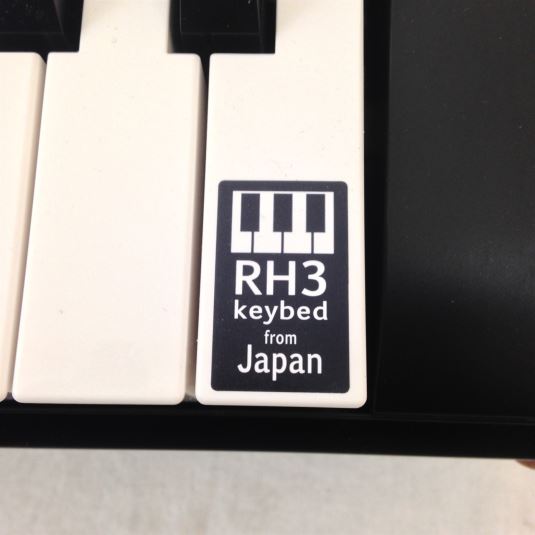 RH3
keybed
from
Japan